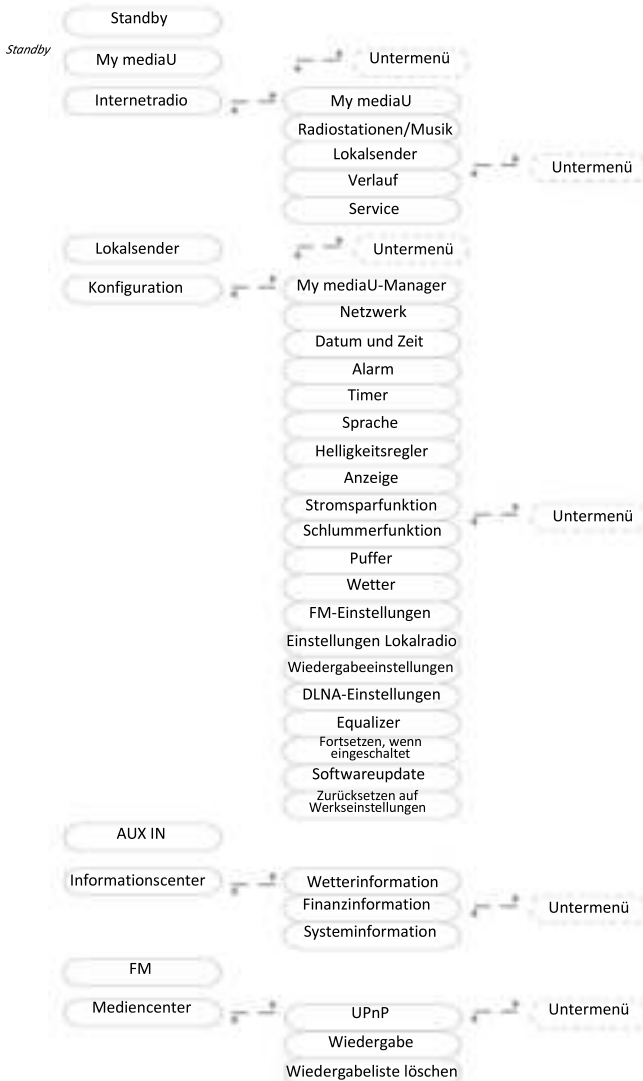 Standby
Standby
My mediaU
Untermenü
Internetradio
My mediaU
Radiostationen/Musik
Lokalsender
Verlauf
Service
Untermenü
Lokalsender
Untermenü
Konfiguration
My mediaU-Manager
Netzwerk
Datum und Zeit
Alarm
Timer
Sprache
Helligkeitsregler
Anzeige
Stromsparfunktion
Schlummerfunktion
Puffer
Wetter
FM-Einstellungen
Einstellungen Lokalradio
Wiedergabeeinstellungen
DLNA-Einstellungen
Equalizer
Fortsetzen, wenn
eingeschaltet
Softwareupdate
Zurücksetzen auf
Werkseinstellungen
Untermenü
AUX IN
Informationscenter
Wetterinformation
Finanzinformation
Systeminformation
Untermenü
FM
Mediencenter
UPnP
Wiedergabe
Wiedergabeliste löschen
Untermenü